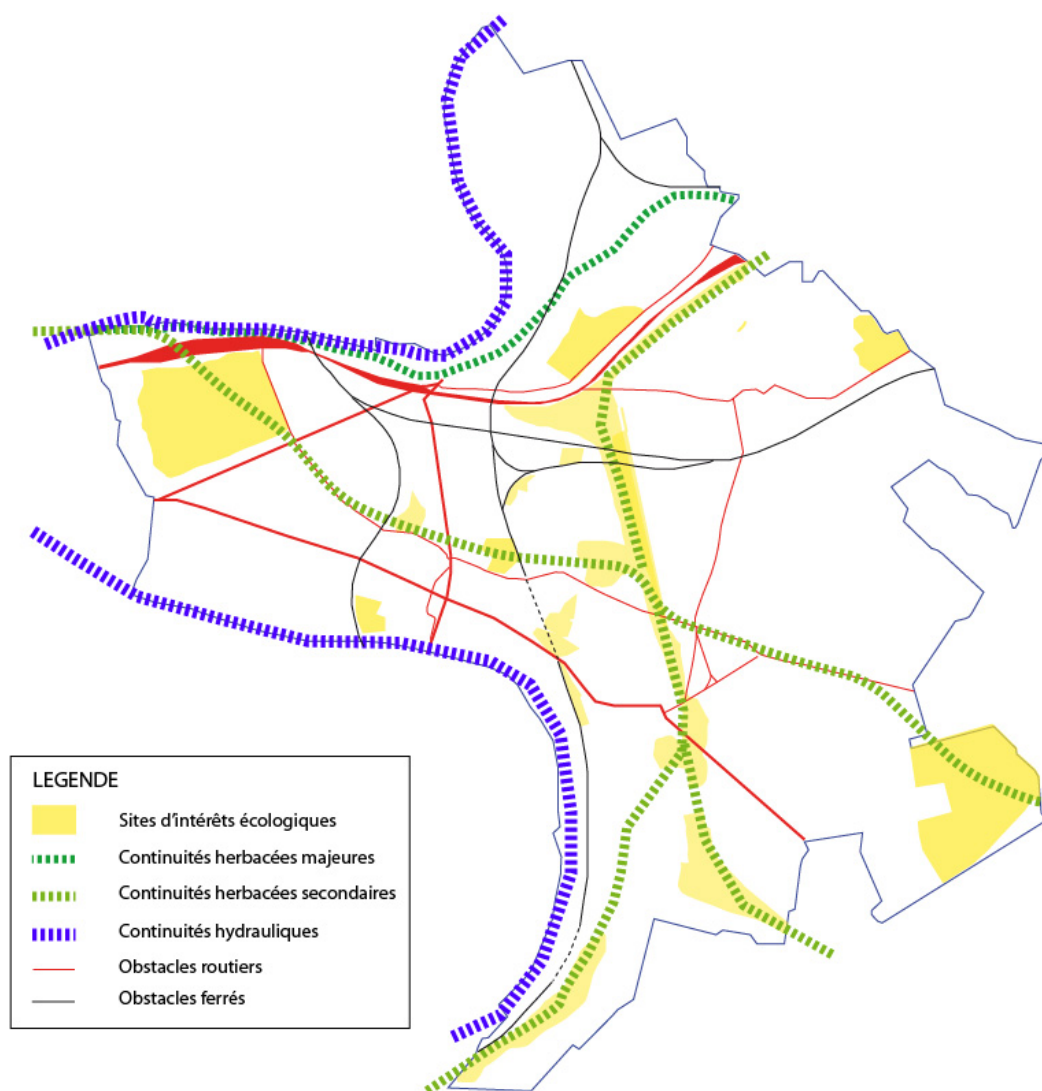 LEGENDE
Sites d'intérêts écologiques
Continuités herbacées majeures
Continuités herbacées secondaires
Continuités hydrauliques
Obstacles routiers
Obstacles ferrés